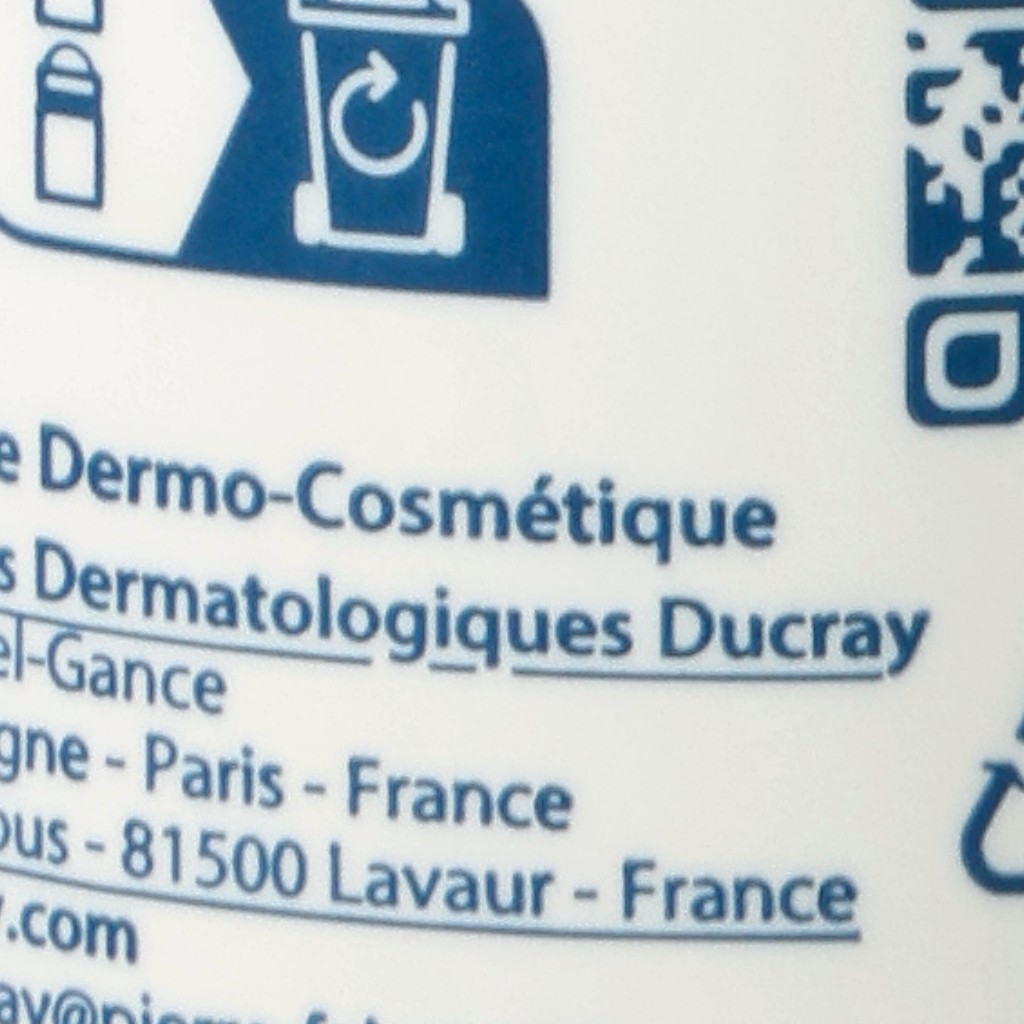 e Dermo-Cosmétique
s Dermatologiques Ducray
el-Gance
gne - Paris - France
ous - 81500 Lavaur - France
.com